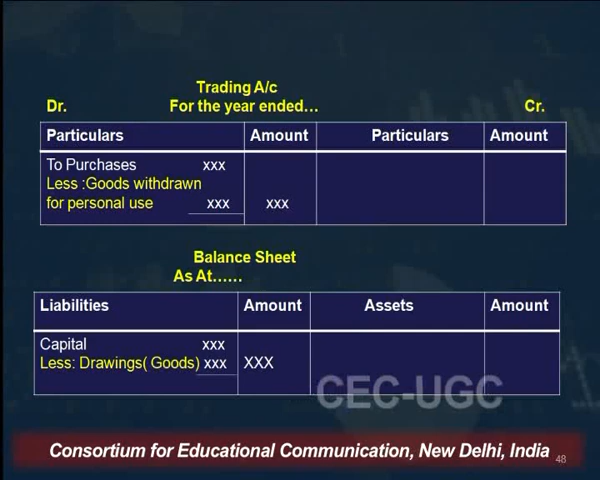 Trading A/c
Dr. For the year ended... Cr.
Particulars Amount Particulars Amount
To Purchases xxx
Less :Goods withdrawn
for personal use xxx xxx
Balance Sheet
As At......
Liabilities Amount Assets Amount
Capital xxx
Less: Drawings( Goods) xxx XXX
CEC-UGC
Consortium for Educational Communication, New Delhi, India 48